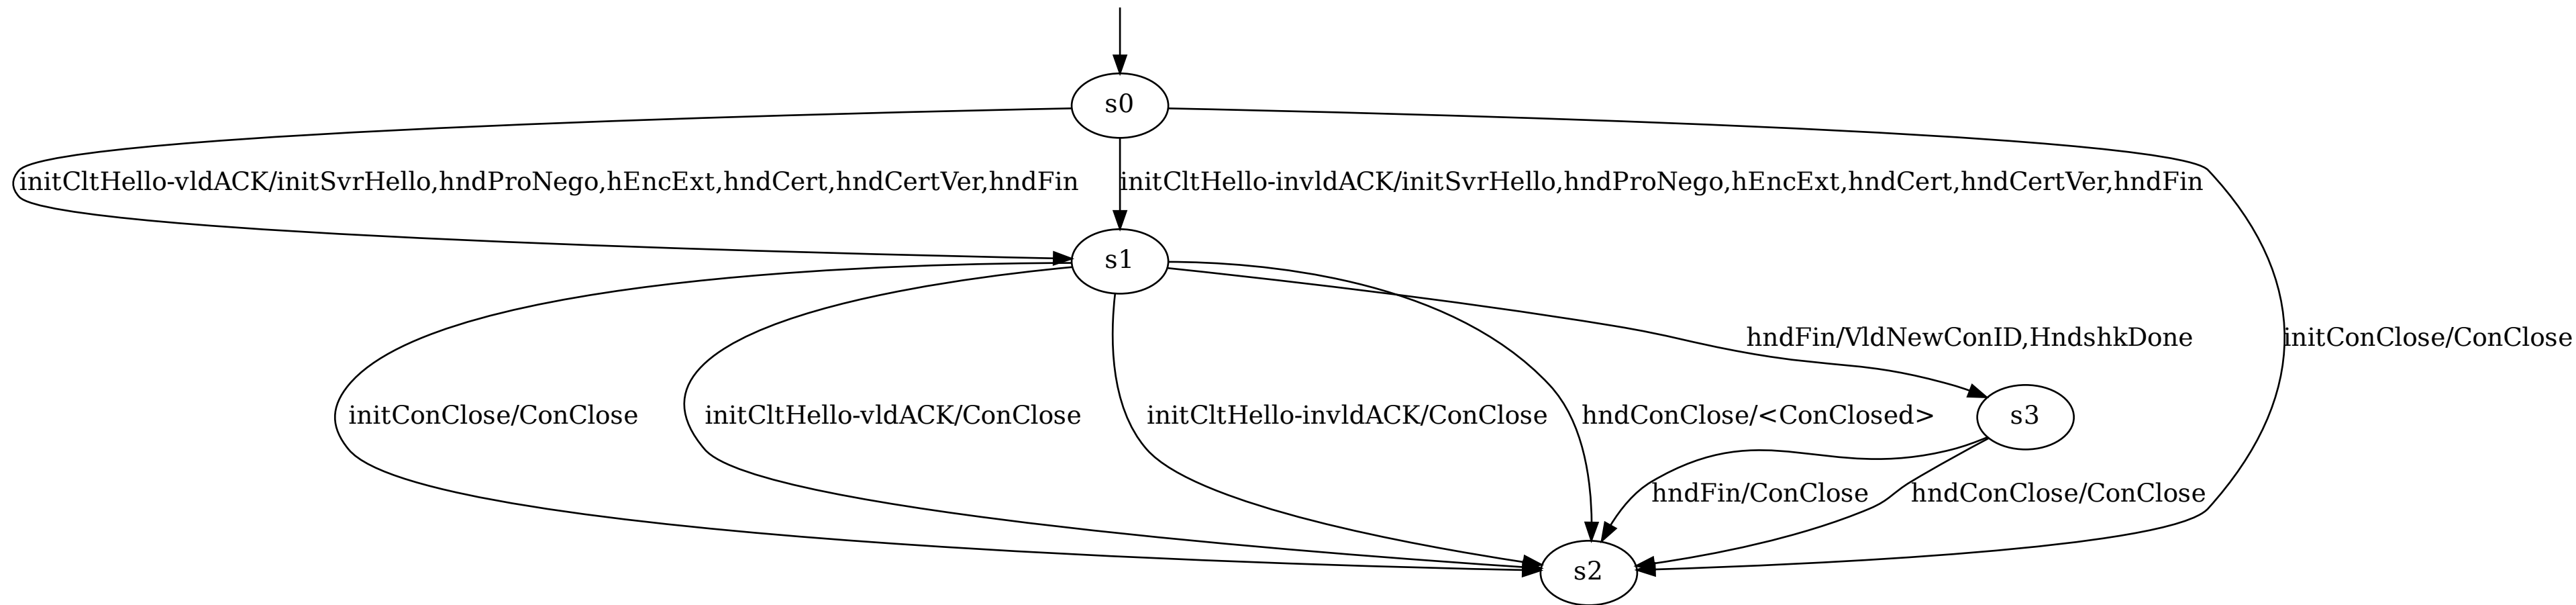 s0
initCltHello-vldACK/initSvrHello,hndProNego,hEncExt,hndCert,hndCertVer,hndFin
initCltHello-invldACK/initSvrHello,hndProNego,hEncExt,hndCert,hndCertVer,hndFin
s1
hndFin/VldNewConID,HndshkDone
initConClose/ConClose
initConClose/ConClose
initCltHello-vldACK/ConClose
initCltHello-invldACK/ConClose
hndConClose/<ConClosed>
s3
hndFin/ConClose
hndConClose/ConClose
s2